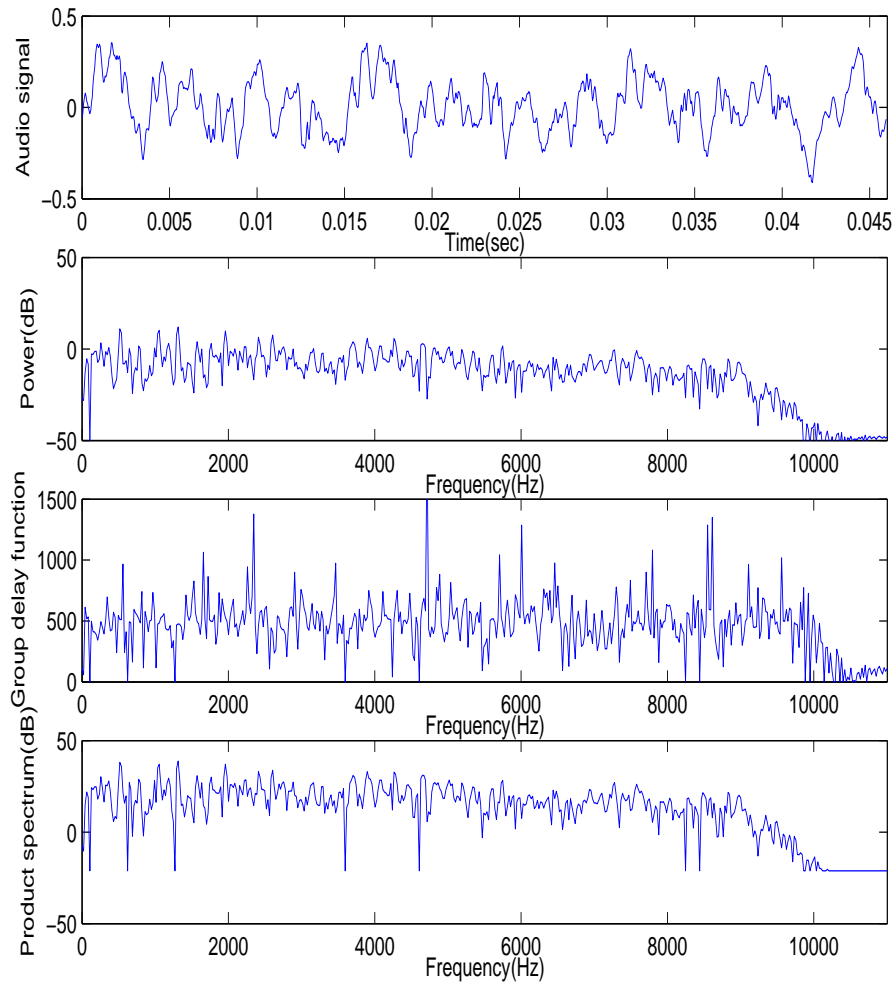 0.5
0
−0.5
Audio signal
0 0.005 0.01 0.015 0.02 0.025 0.03 0.035 0.04 0.045
Time(sec)
50
0
−50
Power(dB)
0 2000 4000 6000 8000 10000
Frequency(Hz)
1500
1000
500
0
Group delay function
0 2000 4000 6000 8000 10000
Frequency(Hz)
50
0
−50
Product spectrum(dB)
0 2000 4000 6000 8000 10000
Frequency(Hz)